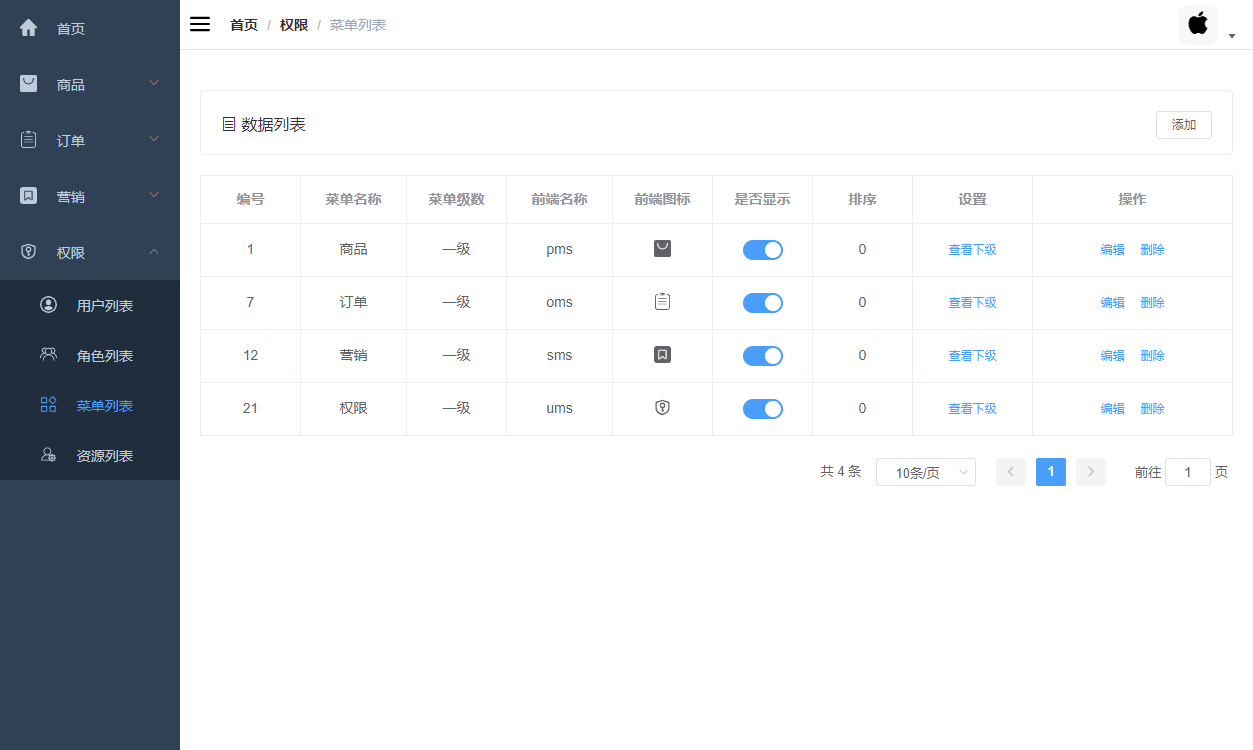 首页
商品
订单
营销
权限
用户列表
角色列表
菜单列表
资源列表
首页 / 权限 / 菜单列表
数据列表 添加
编号 菜单名称 菜单级数 前端名称 前端图标 是否显示 排序 设置 操作
1 商品 一级 pms 0 查看下级 编辑 删除
7 订单 一级 oms 0 查看下级 编辑 删除
12 营销 一级 sms 0 查看下级 编辑 删除
21 权限 一级 ums 0 查看下级 编辑 删除
共 4 条 10条/页 1 前往 1 页